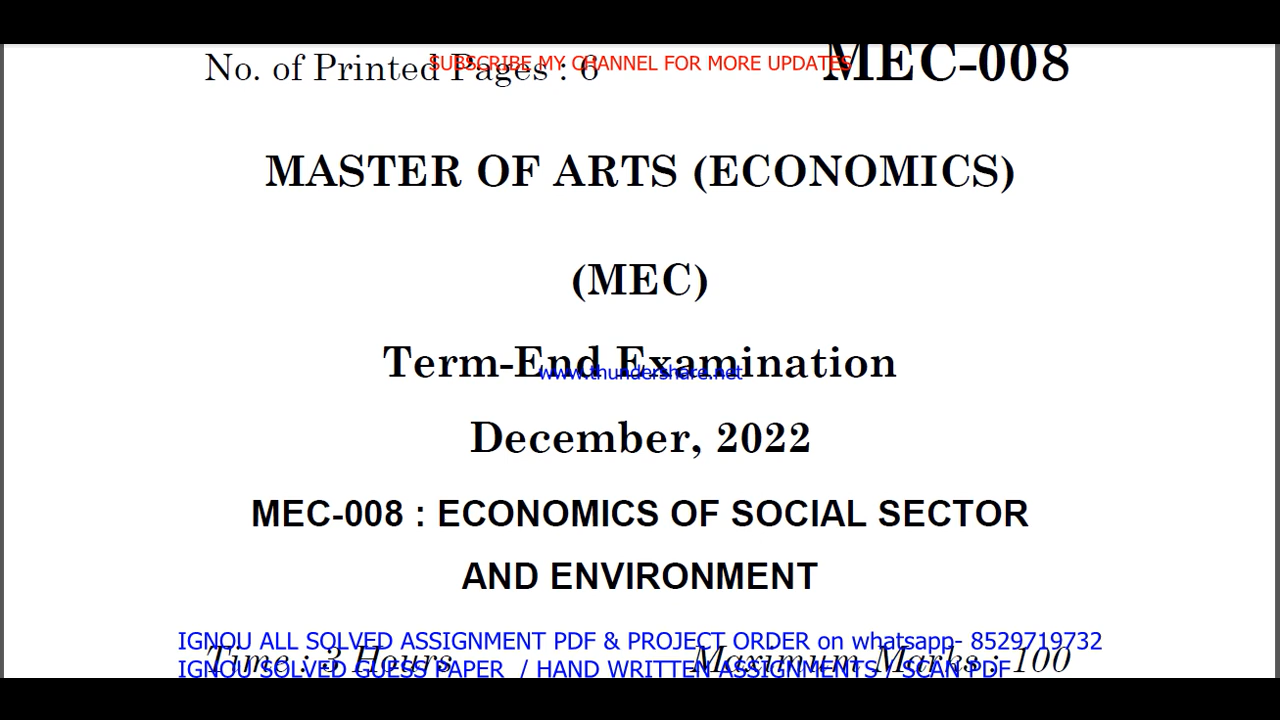 No. of Printed Pages : 6 MEC-008
SUBSCRIBE MY CHANNEL FOR MORE UPDATES
MASTER OF ARTS (ECONOMICS)
(MEC)
Term-End Examination
www.thundershare.net
December, 2022
MEC-008 : ECONOMICS OF SOCIAL SECTOR
AND ENVIRONMENT
IGNOU ALL SOLVED ASSIGNMENT PDF & PROJECT ORDER on whatsapp- 8529719732
Time : 3 Hours Maximum Marks : 100
IGNOU SOLVED GUESS PAPER / HAND WRITTEN ASSIGNMENTS / SCAN PDF